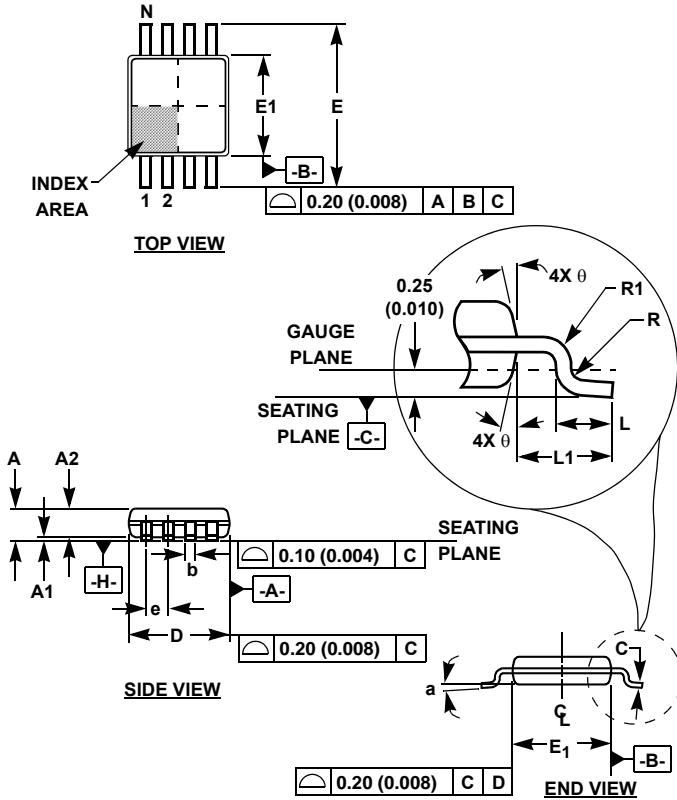 N
E1
E
-B-
INDEX
AREA
1 2
0.20 (0.008) A B C
TOP VIEW
0.25
(0.010)
4X θ
R1
R
GAUGE
PLANE
SEATING
PLANE
-C-
4X θ
L
L1
A
A2
SEATING
PLANE
0.10 (0.004) C
A1
-H-
b
-A-
e
D
0.20 (0.008) C
SIDE VIEW
C
a
CL
E1
-B-
0.20 (0.008) C D
END VIEW